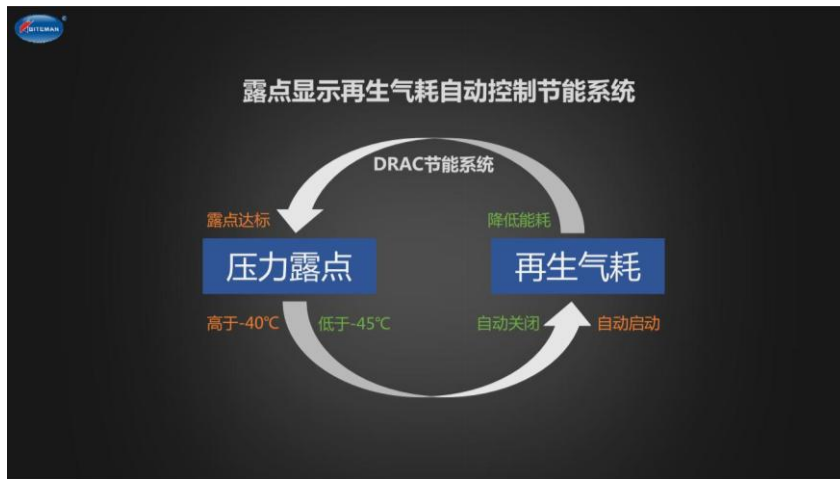 GITEMAN
®
露点显示再生气耗自动控制节能系统
DRAC节能系统
露点达标
降低能耗
压力露点
再生气耗
高于-40℃
低于-45℃
自动关闭
自动启动